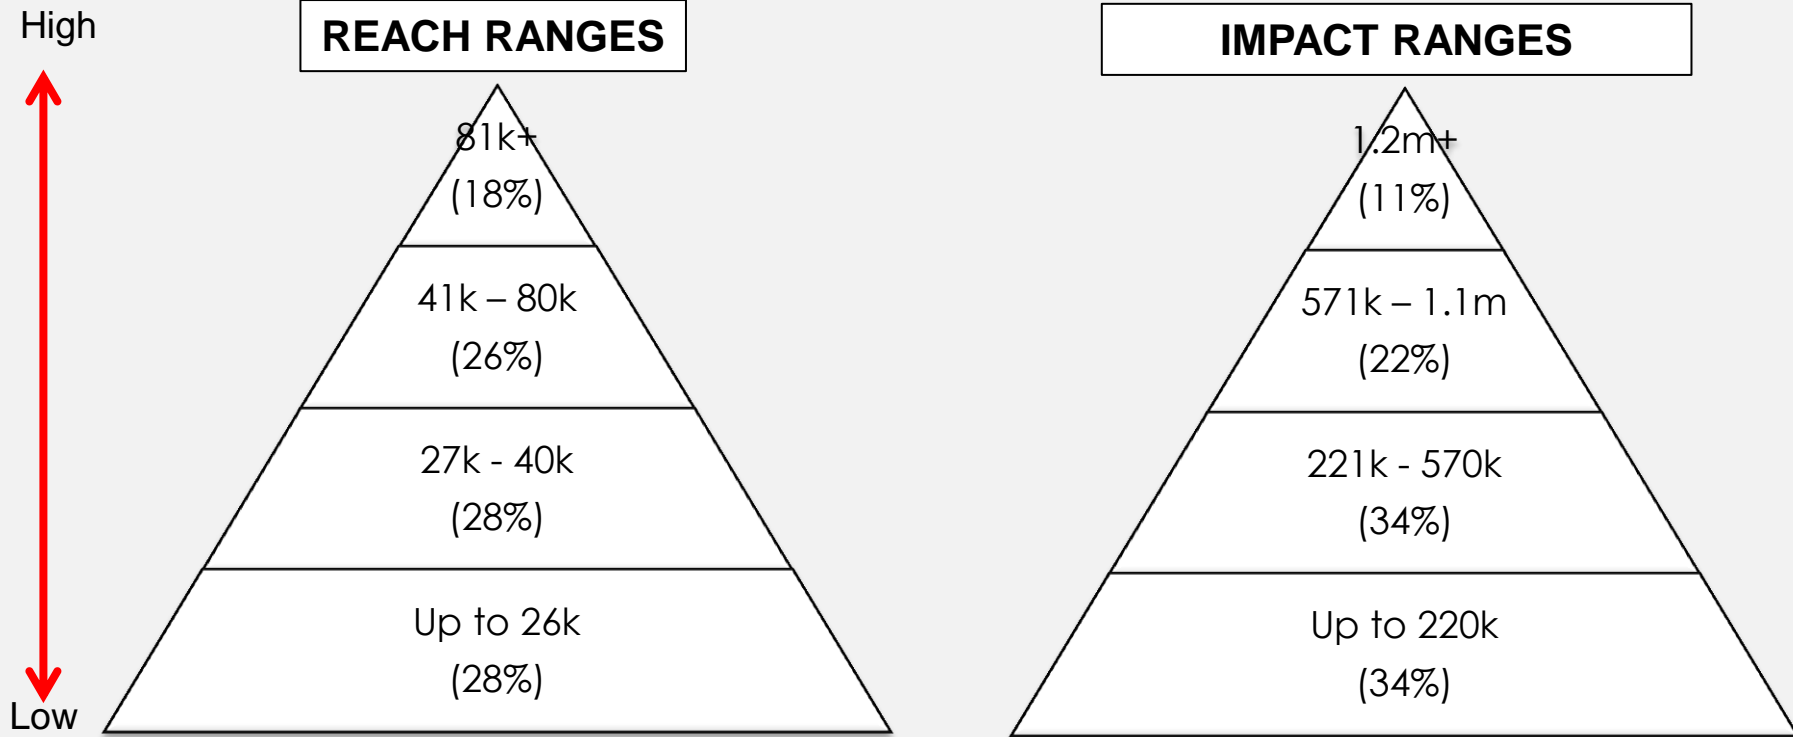 High
REACH RANGES
81k+
(18%)
41k – 80k
(26%)
27k - 40k
(28%)
Up to 26k
(28%)
Low
IMPACT RANGES
1.2m+
(11%)
571k – 1.1m
(22%)
221k - 570k
(34%)
Up to 220k
(34%)